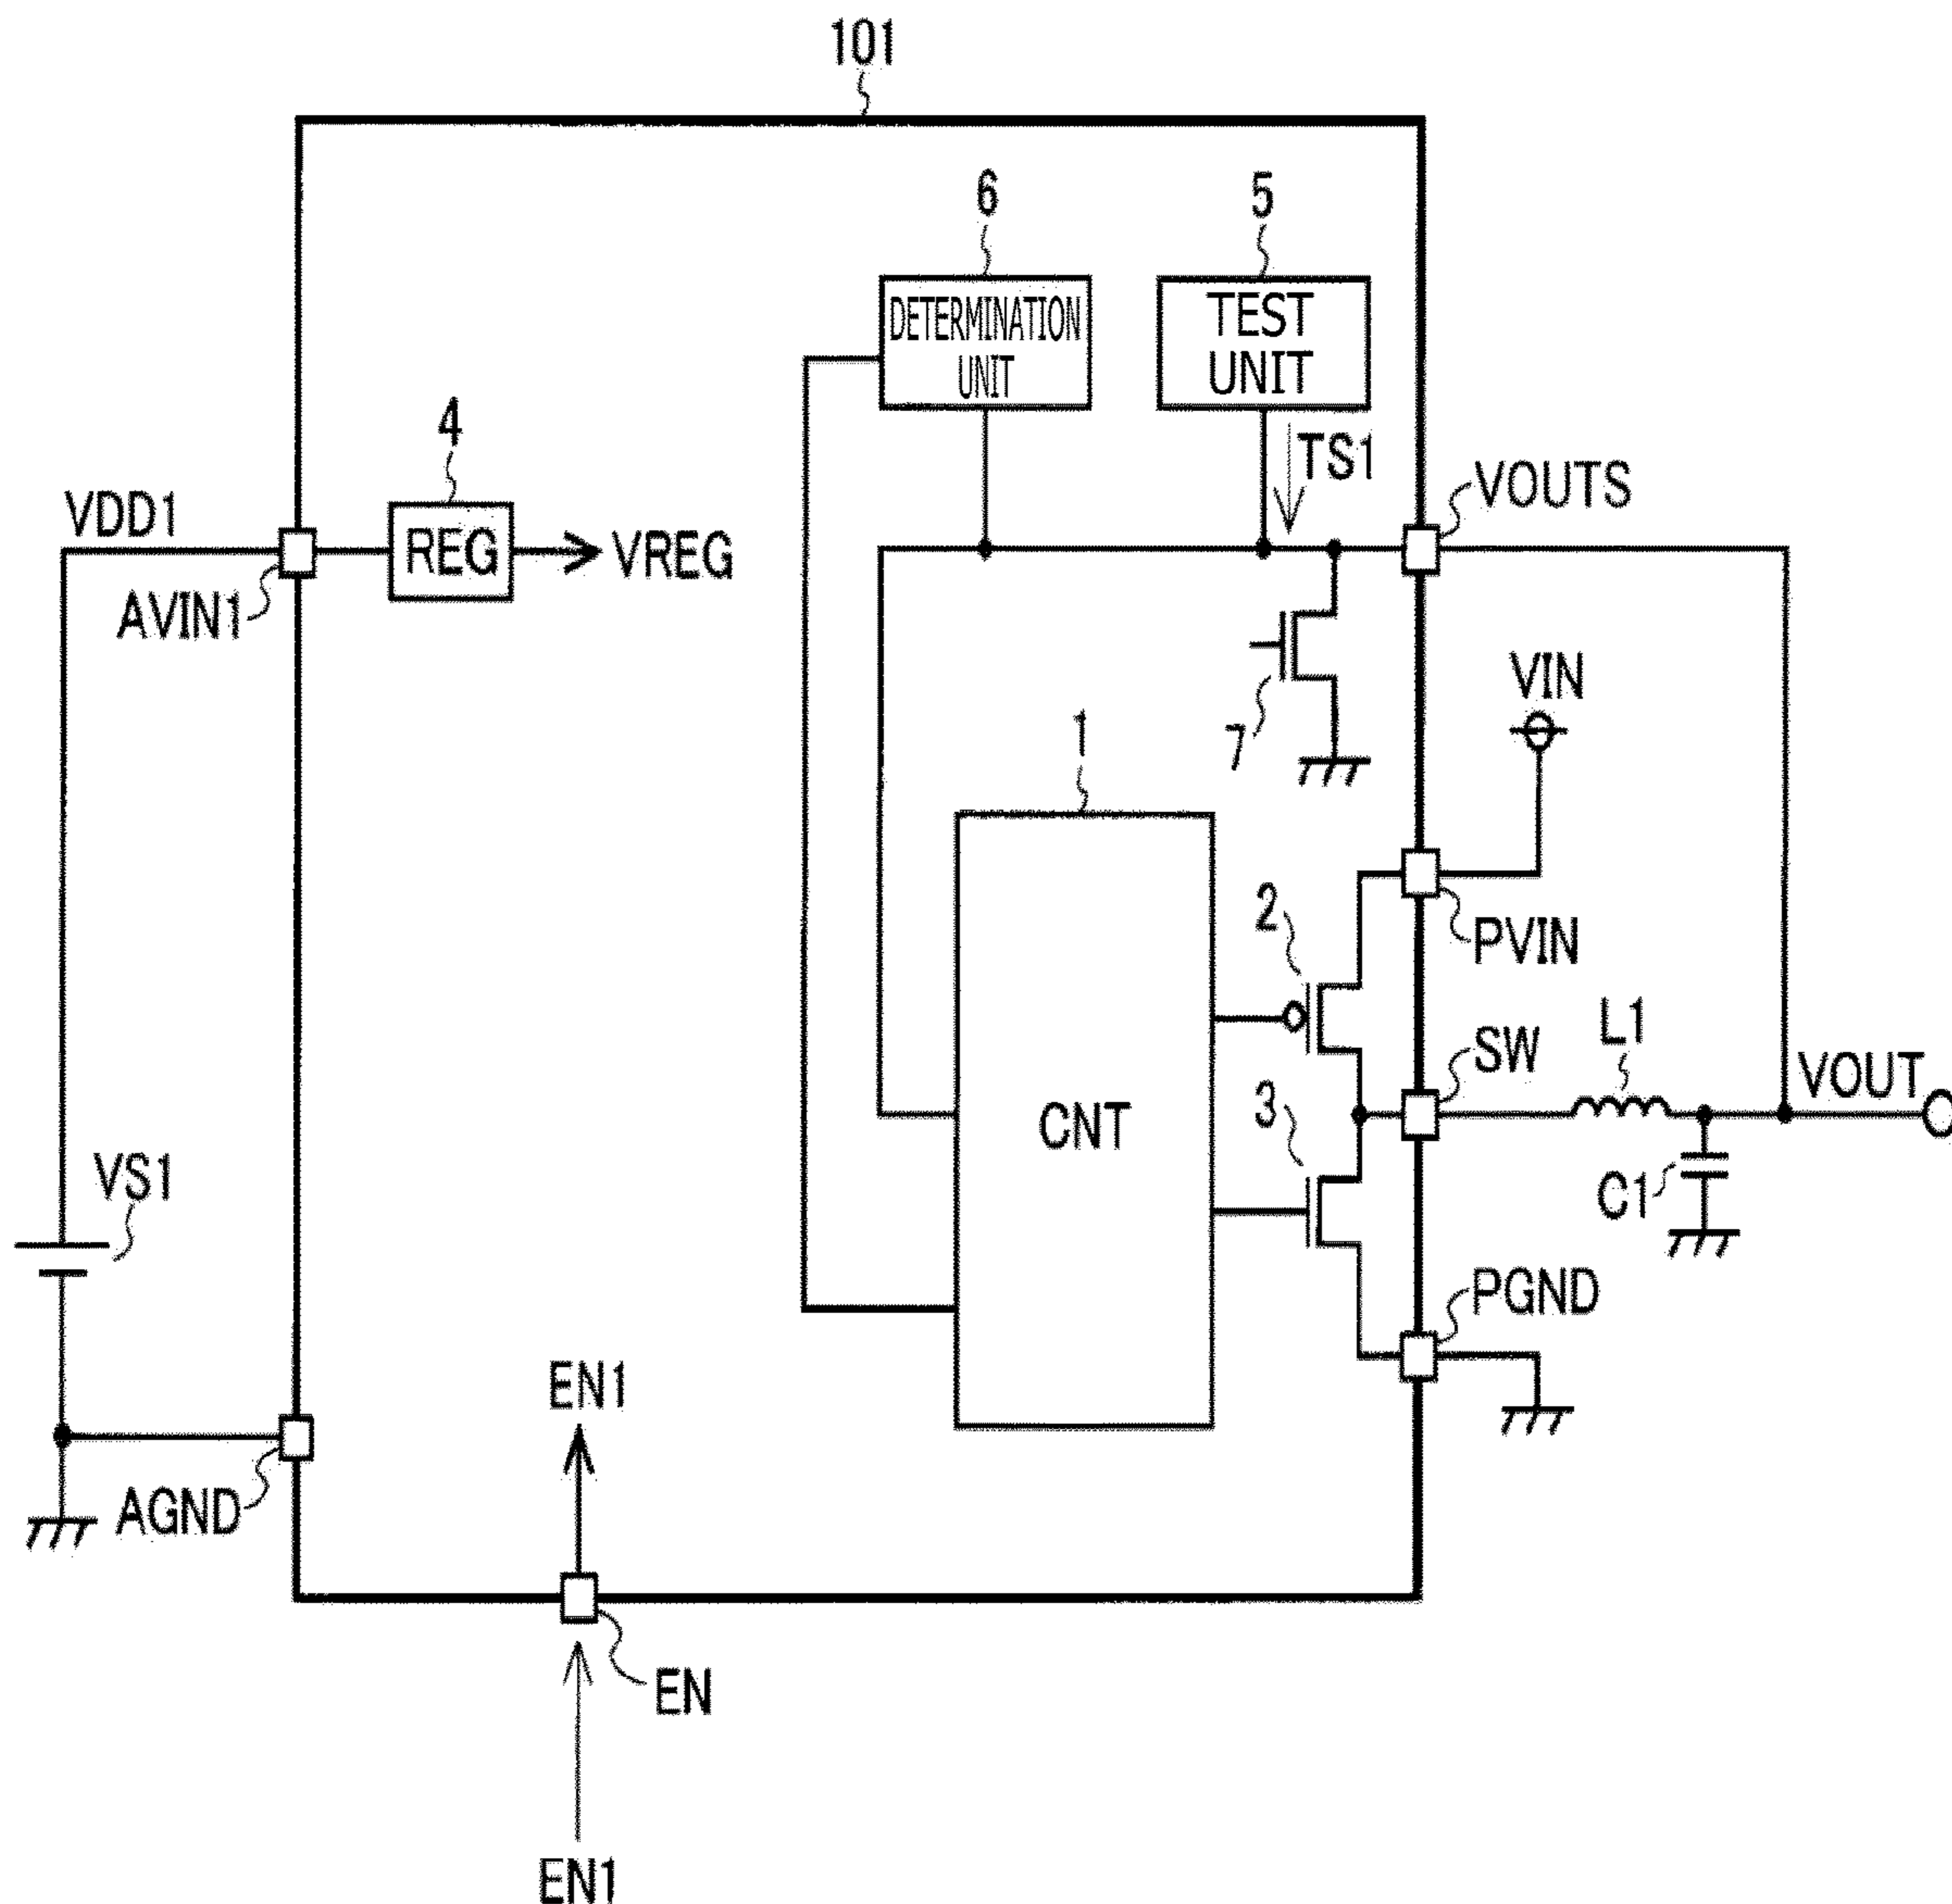 101
6
5
DETERMINATION
UNIT
TEST
UNIT
TS1
VOUTS
4
VDD1
REG
VREG
AVIN1
7
VIN
1
2
PVIN
L1
SW
VOUT
3
CNT
C1
VS1
PGND
EN1
AGND
EN
EN1